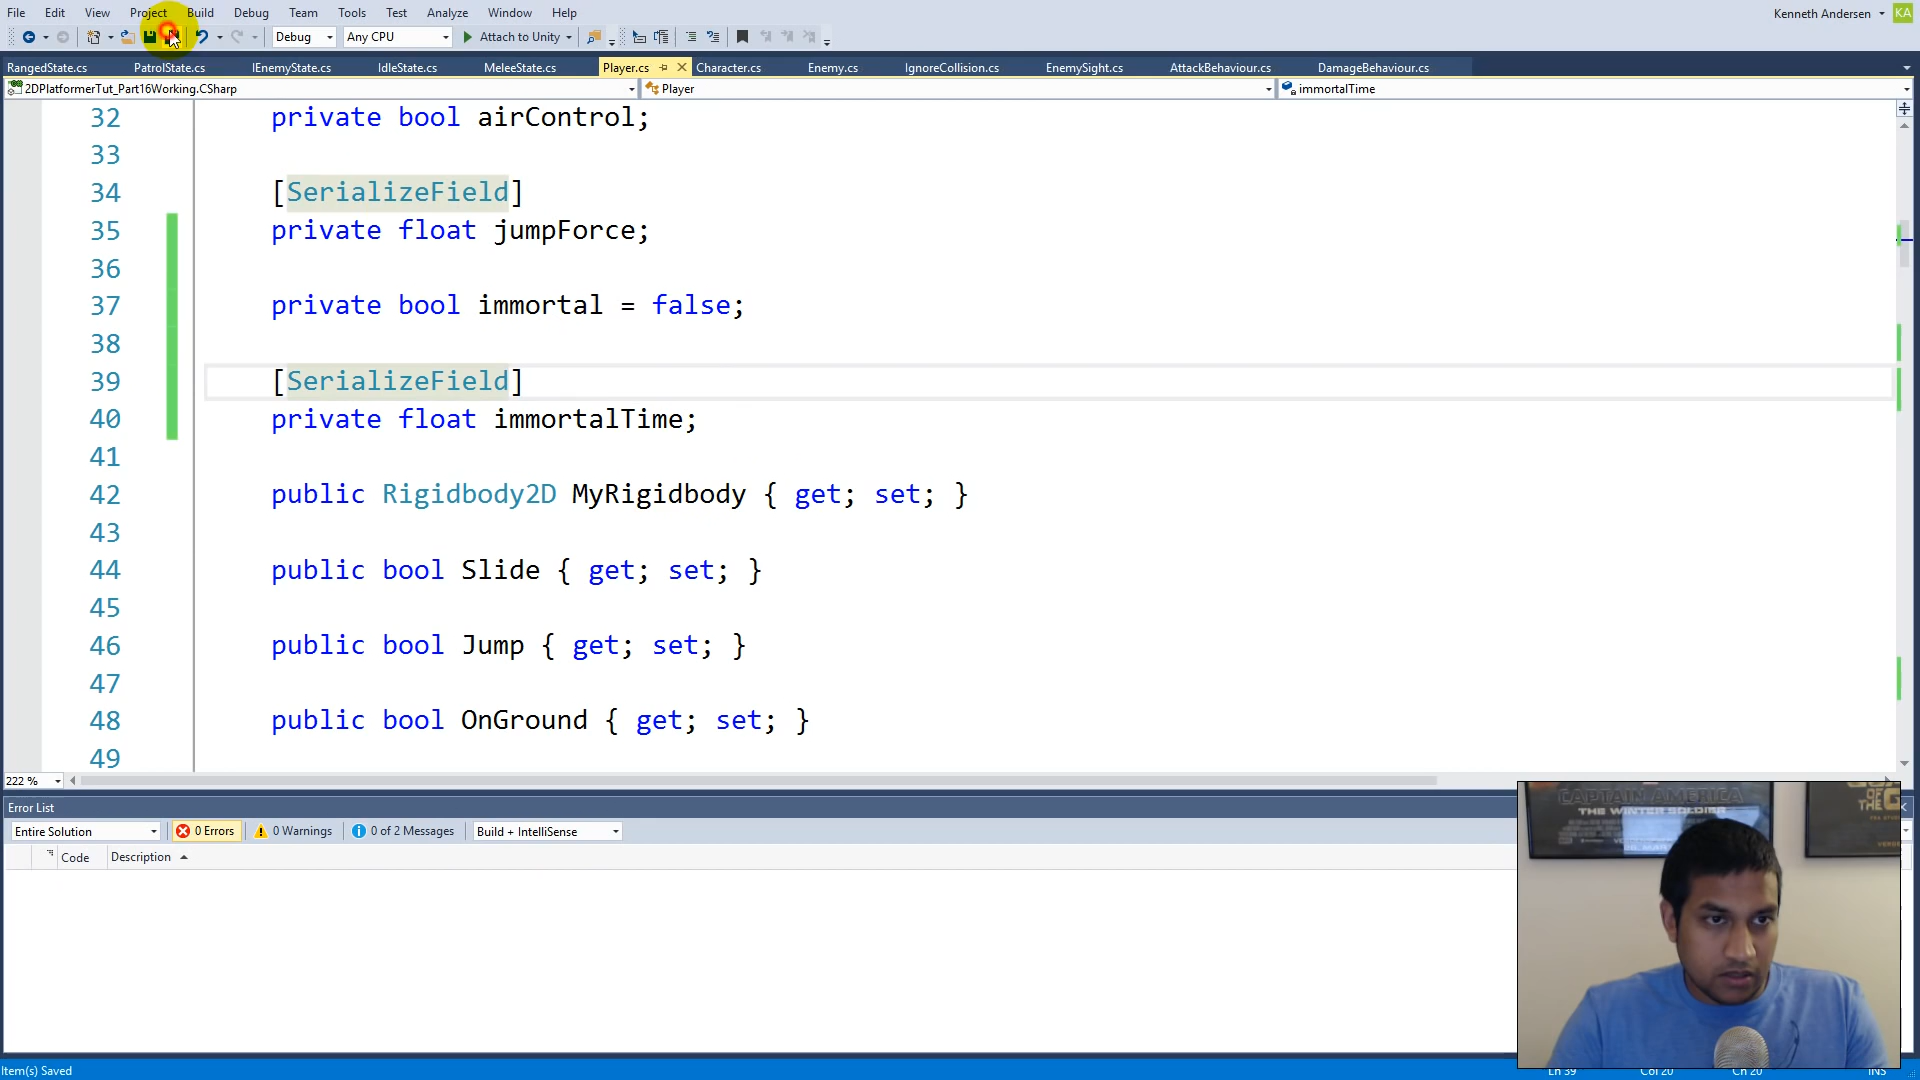 File Edit View Project Build Debug Team Tools Test Analyze Window Help Kenneth Andersen KA
Debug Any CPU Attach to Unity
RangedState.cs PatrolState.cs IEnemyState.cs IdleState.cs MeleeState.cs Player.cs Character.cs Enemy.cs IgnoreCollision.cs EnemySight.cs AttackBehaviour.cs DamageBehaviour.cs
2DPlatformerTut_Part16Working.CSharp Player immortalTime
32 private bool airControl;
33
34 [SerializeField]
35 private float jumpForce;
36
37 private bool immortal = false;
38
39 [SerializeField]
40 private float immortalTime;
41
42 public Rigidbody2D MyRigidbody { get; set; }
43
44 public bool Slide { get; set; }
45
46 public bool Jump { get; set; }
47
48 public bool OnGround { get; set; }
49
222 %
CAPTAIN AMERICA
THE WINTER SOLDIER
Error List
Entire Solution 0 Errors 0 Warnings 0 of 2 Messages Build + IntelliSense
Code Description
Item(s) Saved Ln 39 Col 20 Ch 20 INS